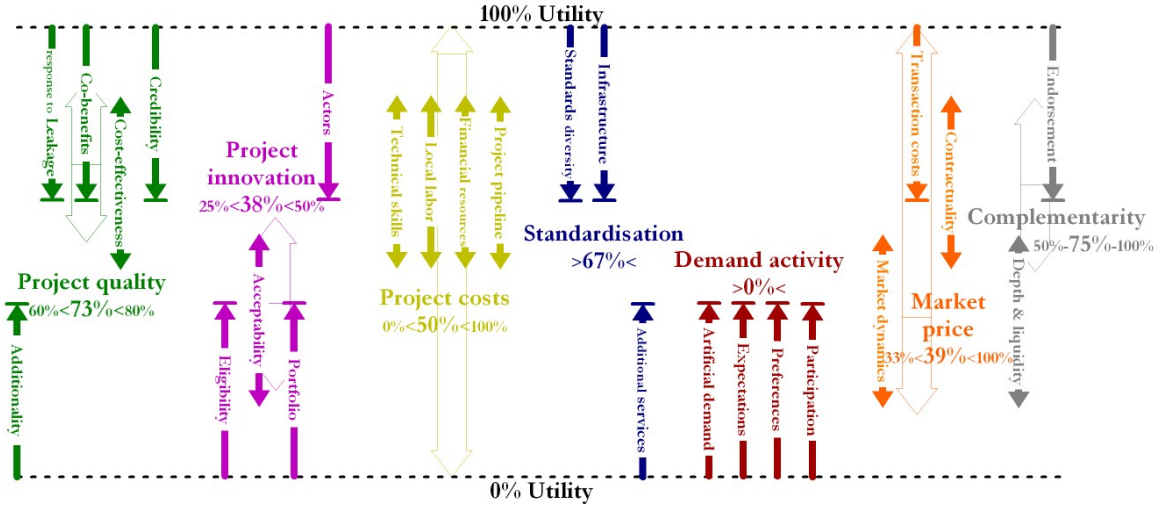 100% Utility
response to Leakage
Co-benefits
Cost-effectiveness
Credibility
Project quality
60%<73%<80%
Additionality
Actors
Project
innovation
25%<38%<50%
Acceptability
Eligibility
Portfolio
Technical skills
Local labor
Financial resources
Project pipeline
Project costs
0%<50%<100%
Standards diversity
Infrastructure
Standardisation
>67%<
Additional services
Demand activity
>0%<
Artificial demand
Expectations
Preferences
Participation
Transaction costs
Contractuality
Market dynamics
Market
price
33%<39%<100%
Endorsement
Complementarity
50%-75%-100%
Depth & liquidity
0% Utility